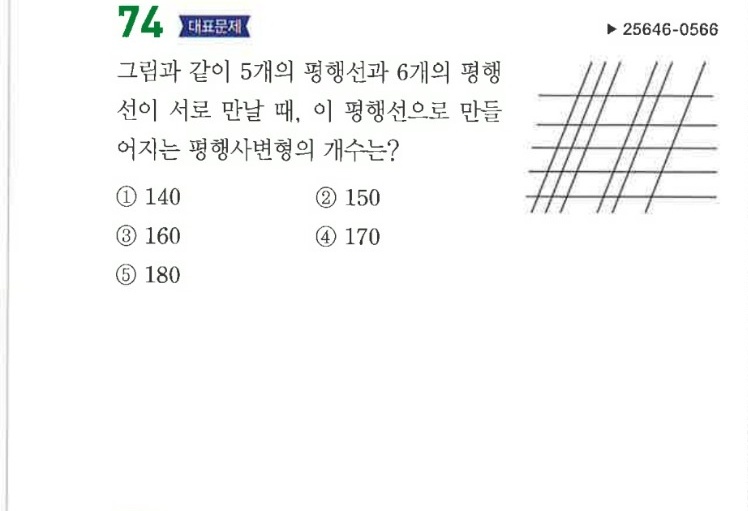 74 대표문제
▶ 25646-0566
그림과 같이 5개의 평행선과 6개의 평행
선이 서로 만날 때, 이 평행선으로 만들
어지는 평행사변형의 개수는?
① 140 ② 150
③ 160 ④ 170
⑤ 180